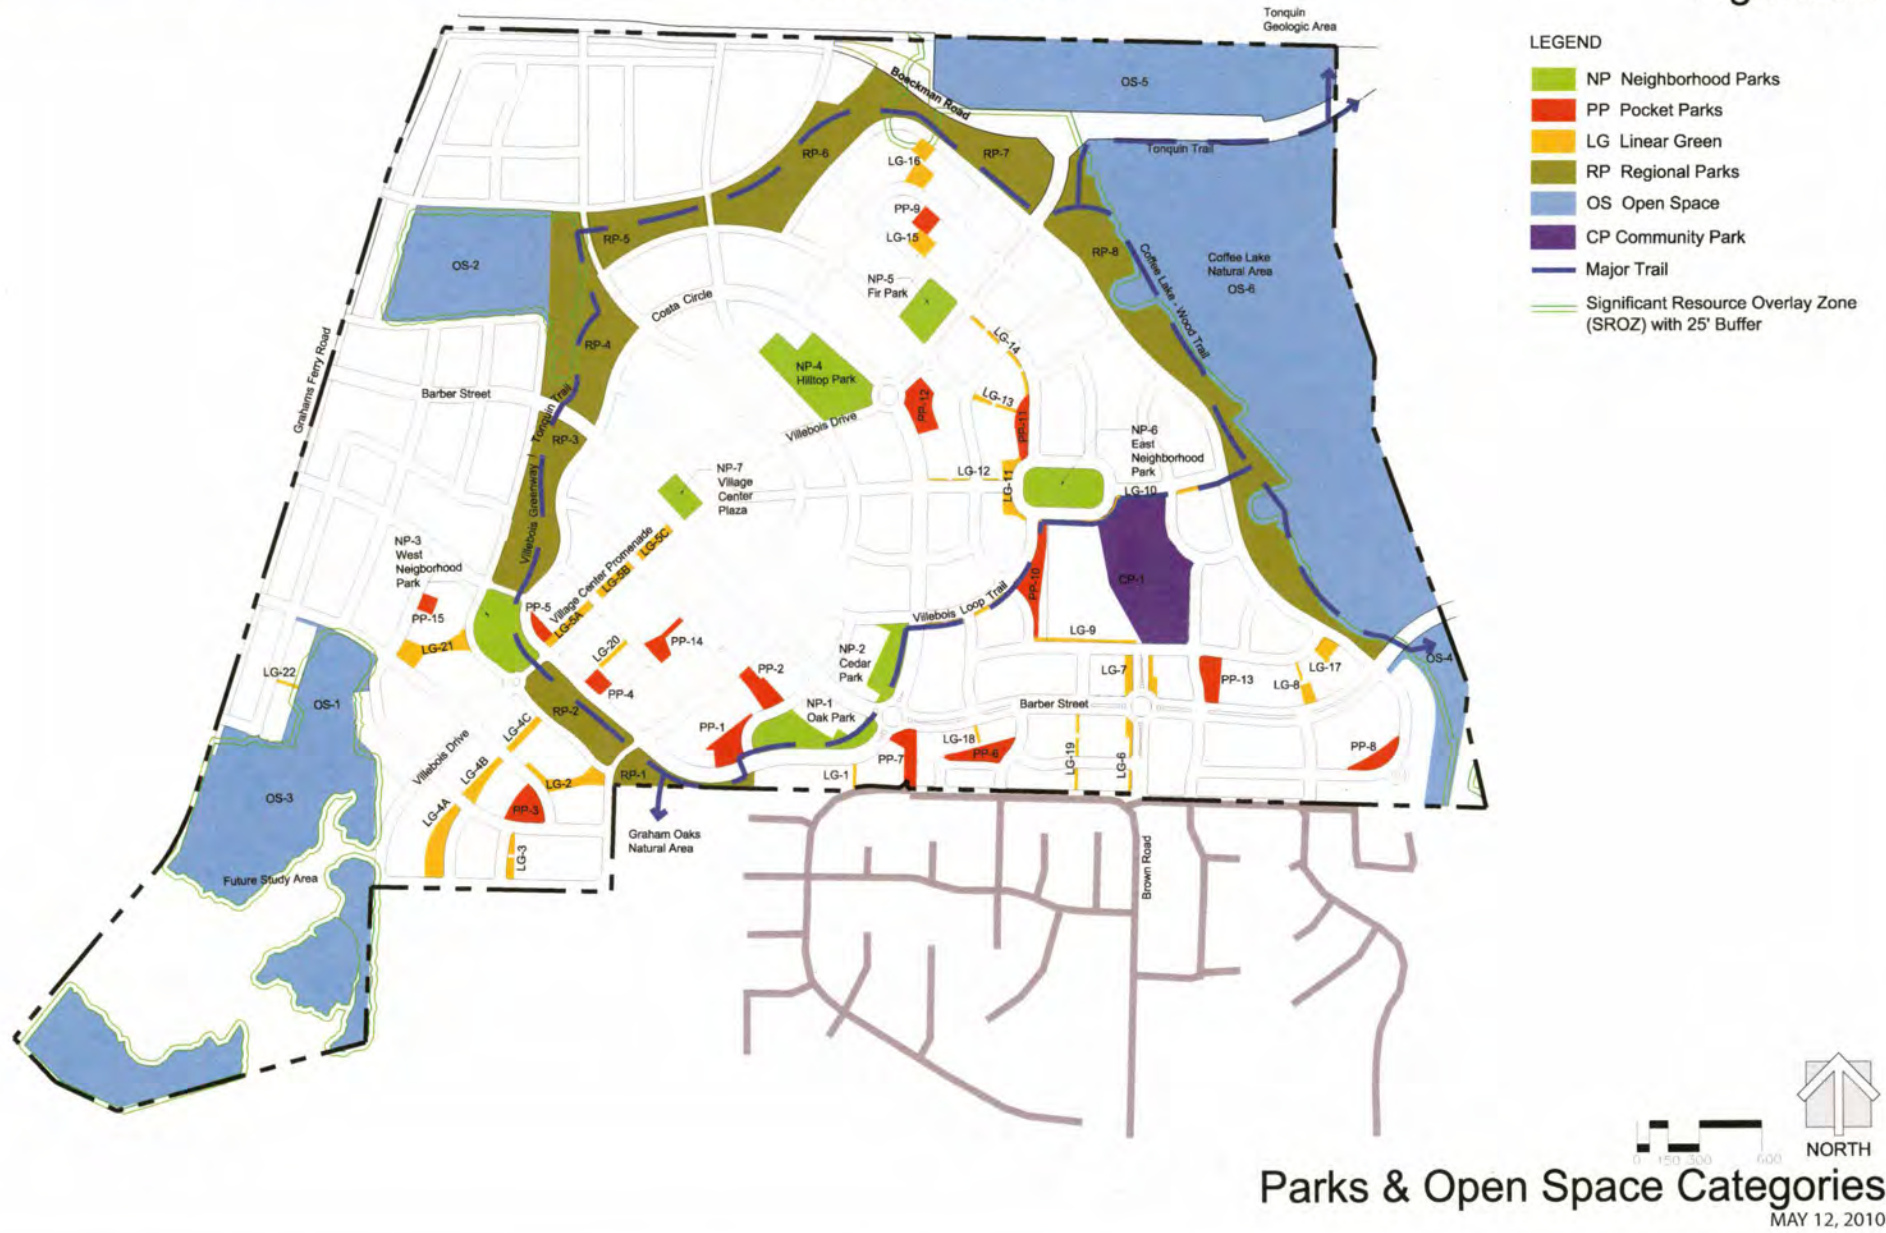 Tonquin
Geologic Area
LEGEND
NP Neighborhood Parks
PP Pocket Parks
LG Linear Green
RP Regional Parks
OS Open Space
CP Community Park
Major Trail
Significant Resource Overlay Zone
(SROZ) with 25' Buffer
OS-5
Boeckman Road
Tonquin Trail
RP-6
RP-7
LG-16
PP-9
LG-15
RP-5
RP-8
OS-2
Coffee Lake
Natural Area
OS-6
Coffee Lake - Wood Trail
NP-5
Fir Park
Costa Circle
LG-14
RP-4
Grahams Ferry Road
NP-4
Hilltop Park
Barber Street
Tonquin Trail
LG-13
PP-12
PP-11
Villebois Drive
RP-3
NP-6
East
Neighborhood
Park
NP-7
Village
Center
Plaza
LG-12
LG-11
LG-10
Villebois Greenway /
NP-3
West
Neigborhood
Park
Village Center Promenade
LG-5C
LG-5B
LG-5A
PP-5
PP-15
CP-1
PP-10
Villebois Loop Trail
LG-9
LG-21
LG-20
PP-14
NP-2
Cedar
Park
LG-22
PP-4
PP-2
LG-7
PP-13
LG-8
LG-17
OS-4
OS-1
RP-2
NP-1
Oak Park
Barber Street
PP-1
LG-4C
Villebois Drive
LG-18
PP-6
PP-7
LG-19
LG-6
PP-8
LG-4B
LG-2
RP-1
LG-1
OS-3
LG-4A
PP-3
LG-3
Graham Oaks
Natural Area
Brown Road
Future Study Area
0 150 300 600
NORTH
Parks & Open Space Categories
MAY 12, 2010